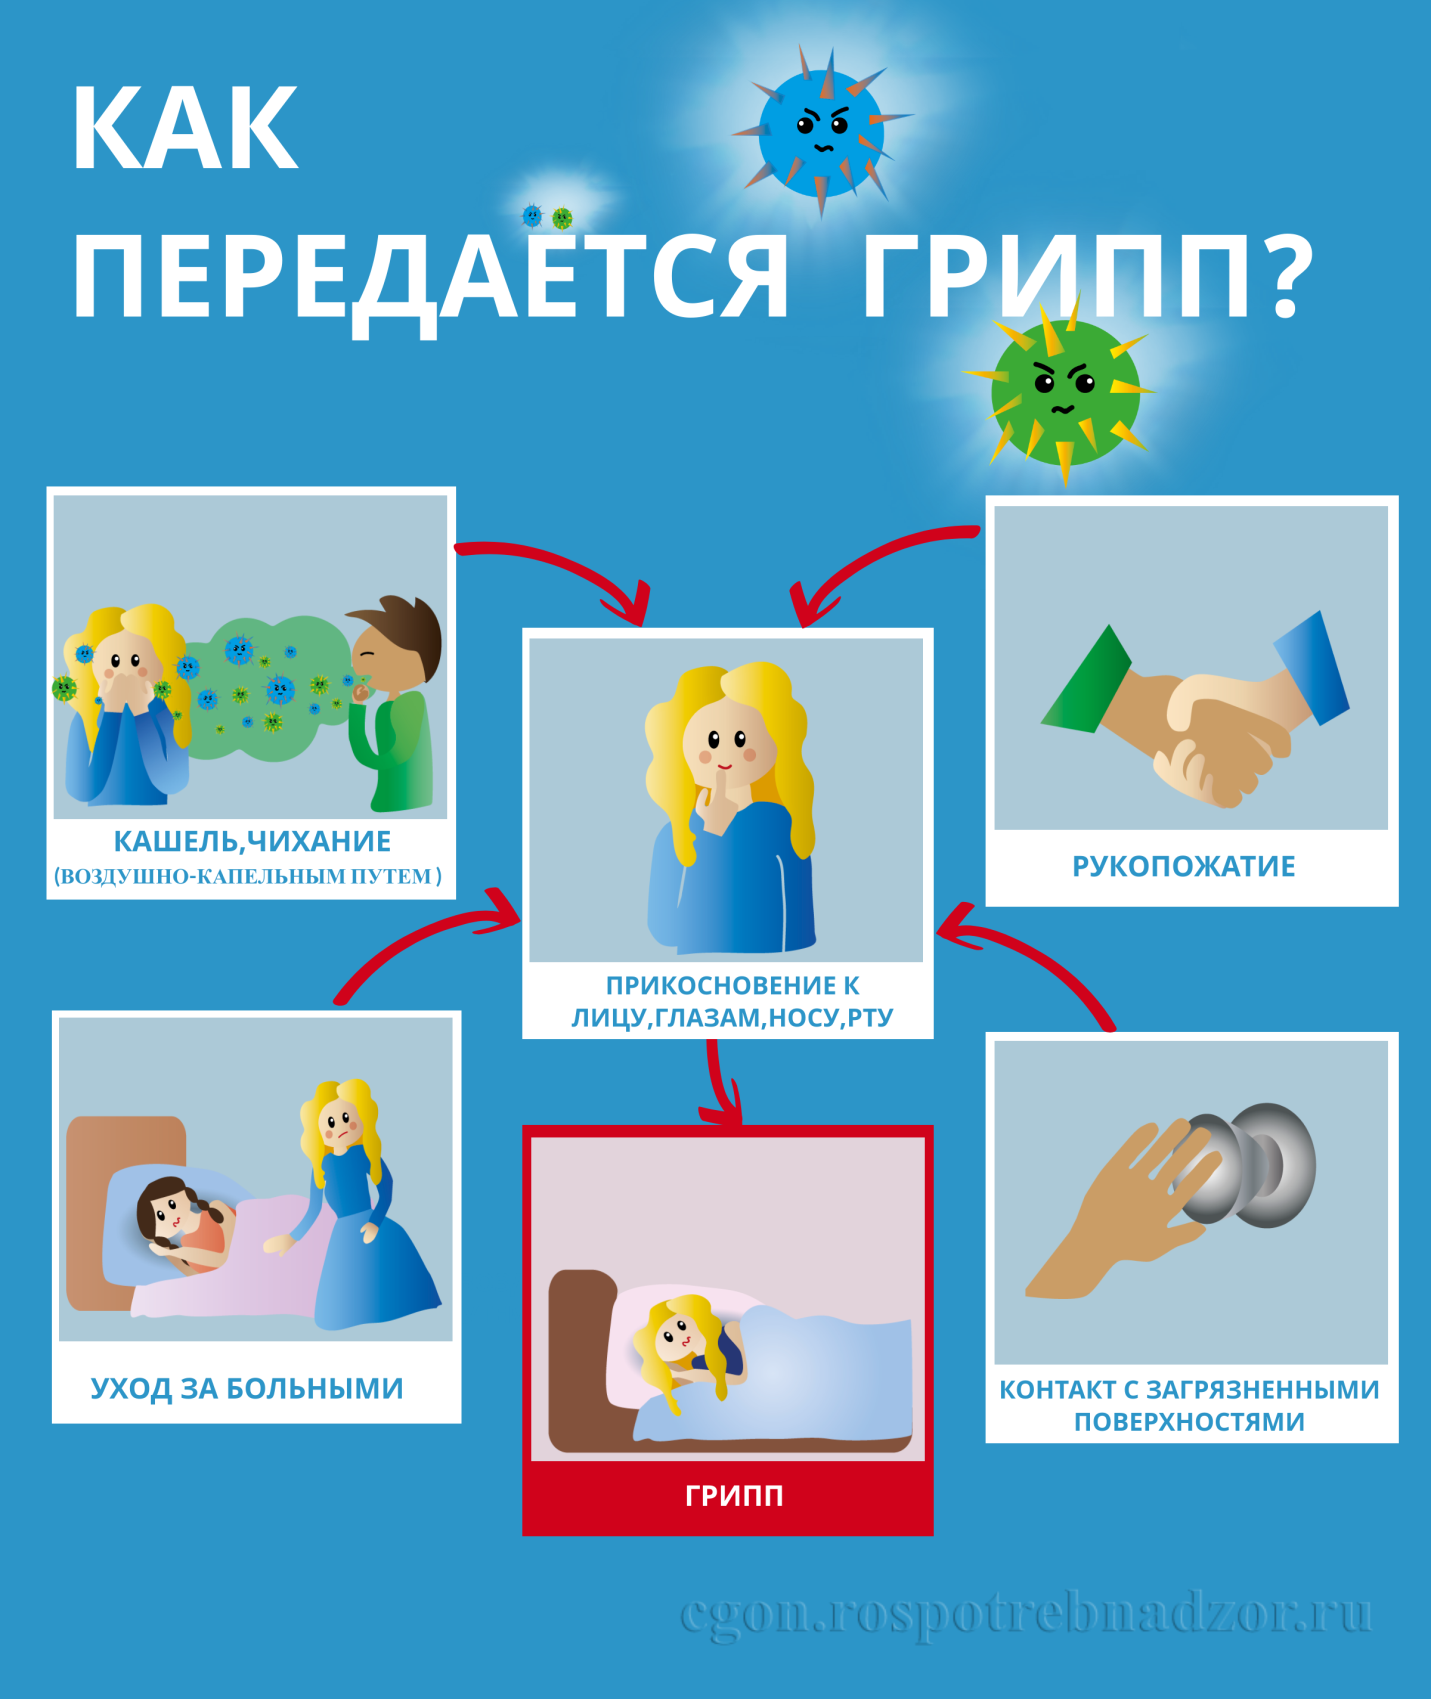 КАК
ПЕРЕДАЁТСЯ ГРИПП?
КАШЕЛЬ,ЧИХАНИЕ
(ВОЗДУШНО-КАПЕЛЬНЫМ ПУТЕМ)
РУКОПОЖАТИЕ
ПРИКОСНОВЕНИЕ К
ЛИЦУ,ГЛАЗАМ,НОСУ,РТУ
УХОД ЗА БОЛЬНЫМИ
КОНТАКТ С ЗАГРЯЗНЕННЫМИ
ПОВЕРХНОСТЯМИ
ГРИПП
cgon.rospotrebnadzor.ru